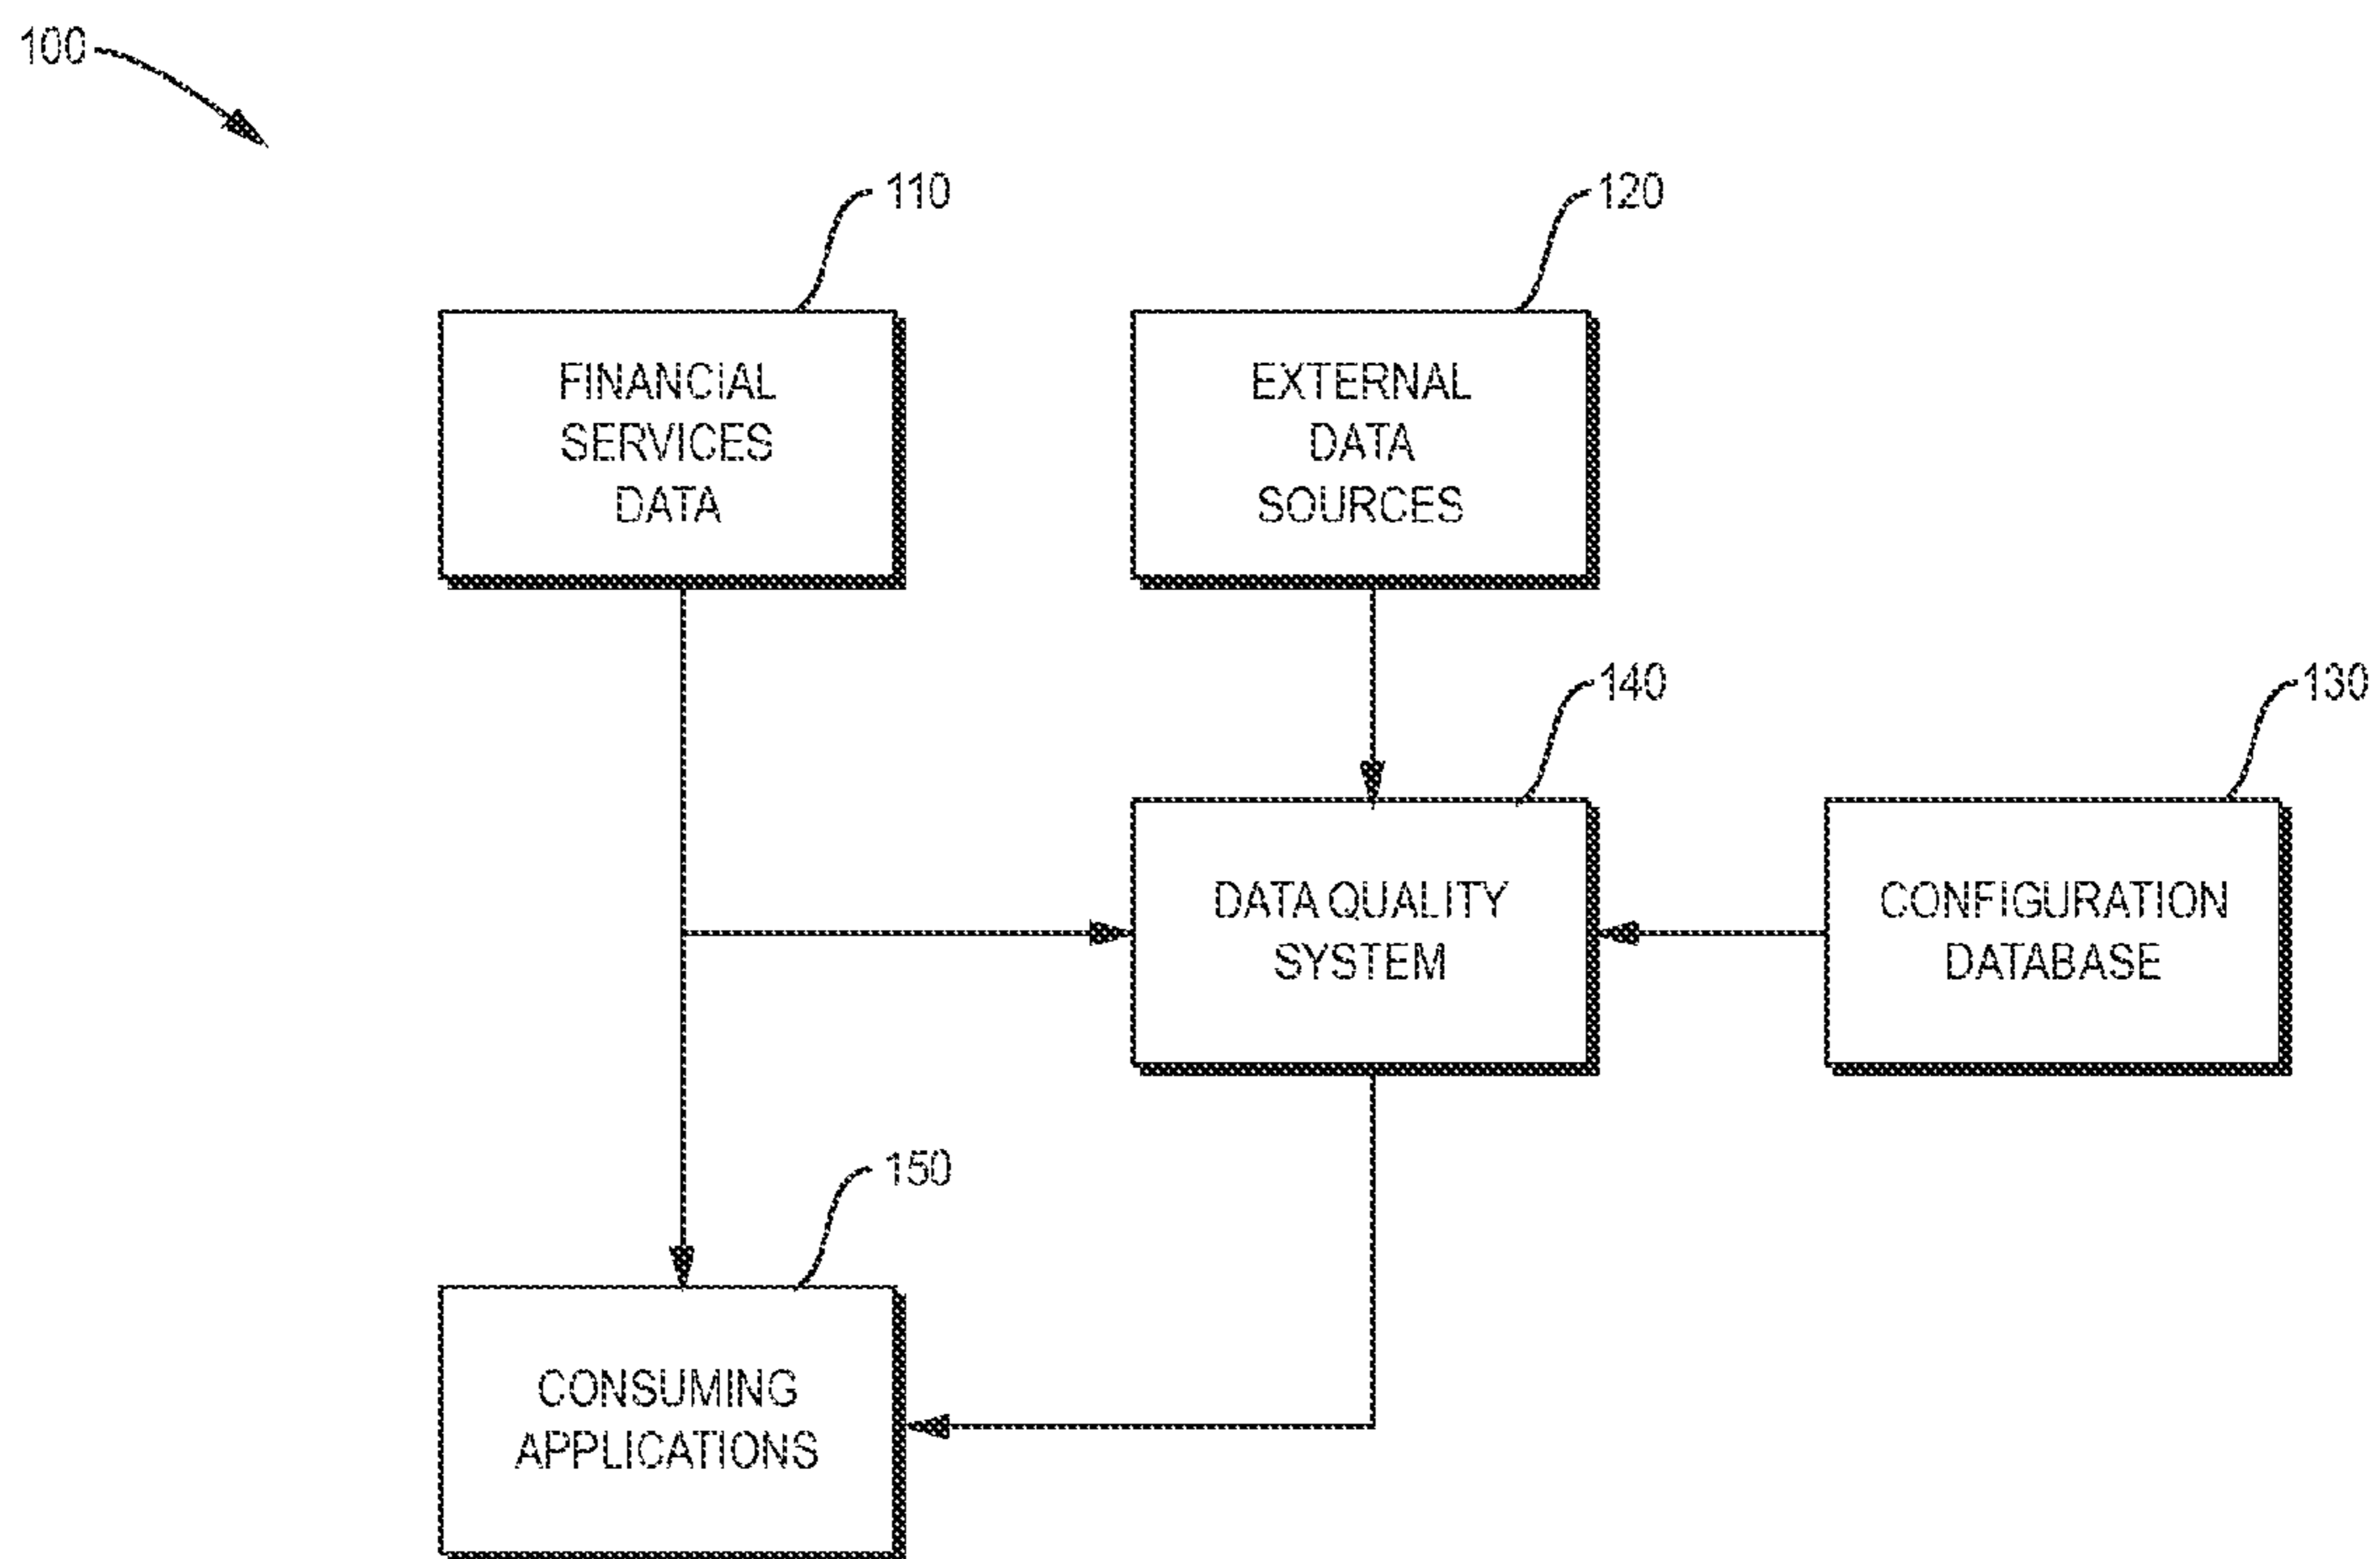 100
110
120
FINANCIAL
SERVICES
DATA
EXTERNAL
DATA
SOURCES
140
130
DATA QUALITY
SYSTEM
CONFIGURATION
DATABASE
150
CONSUMING
APPLICATIONS